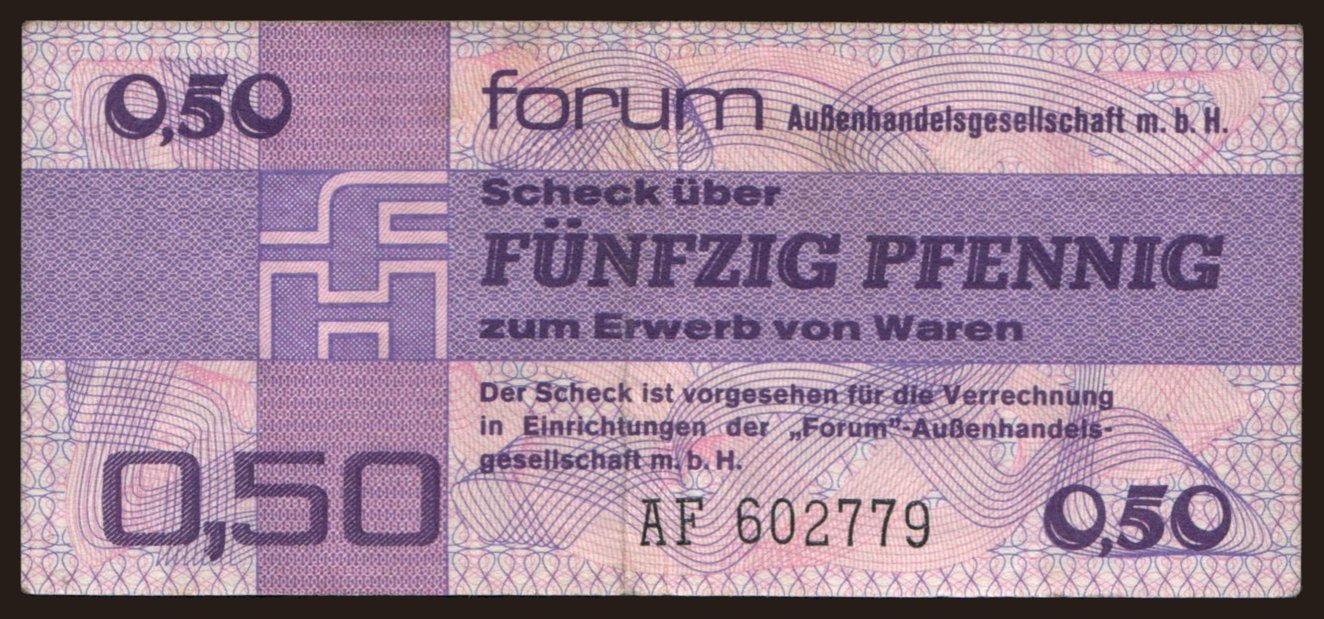 0,50
forum Außenhandelsgesellschaft m. b. H.
Scheck über
FÜNFZIG PFENNIG
zum Erwerb von Waren
Der Scheck ist vorgesehen für die Verrechnung
in Einrichtungen der „Forum”-Außenhandels-
gesellschaft m. b. H.
0,50
AF 602779
0,50